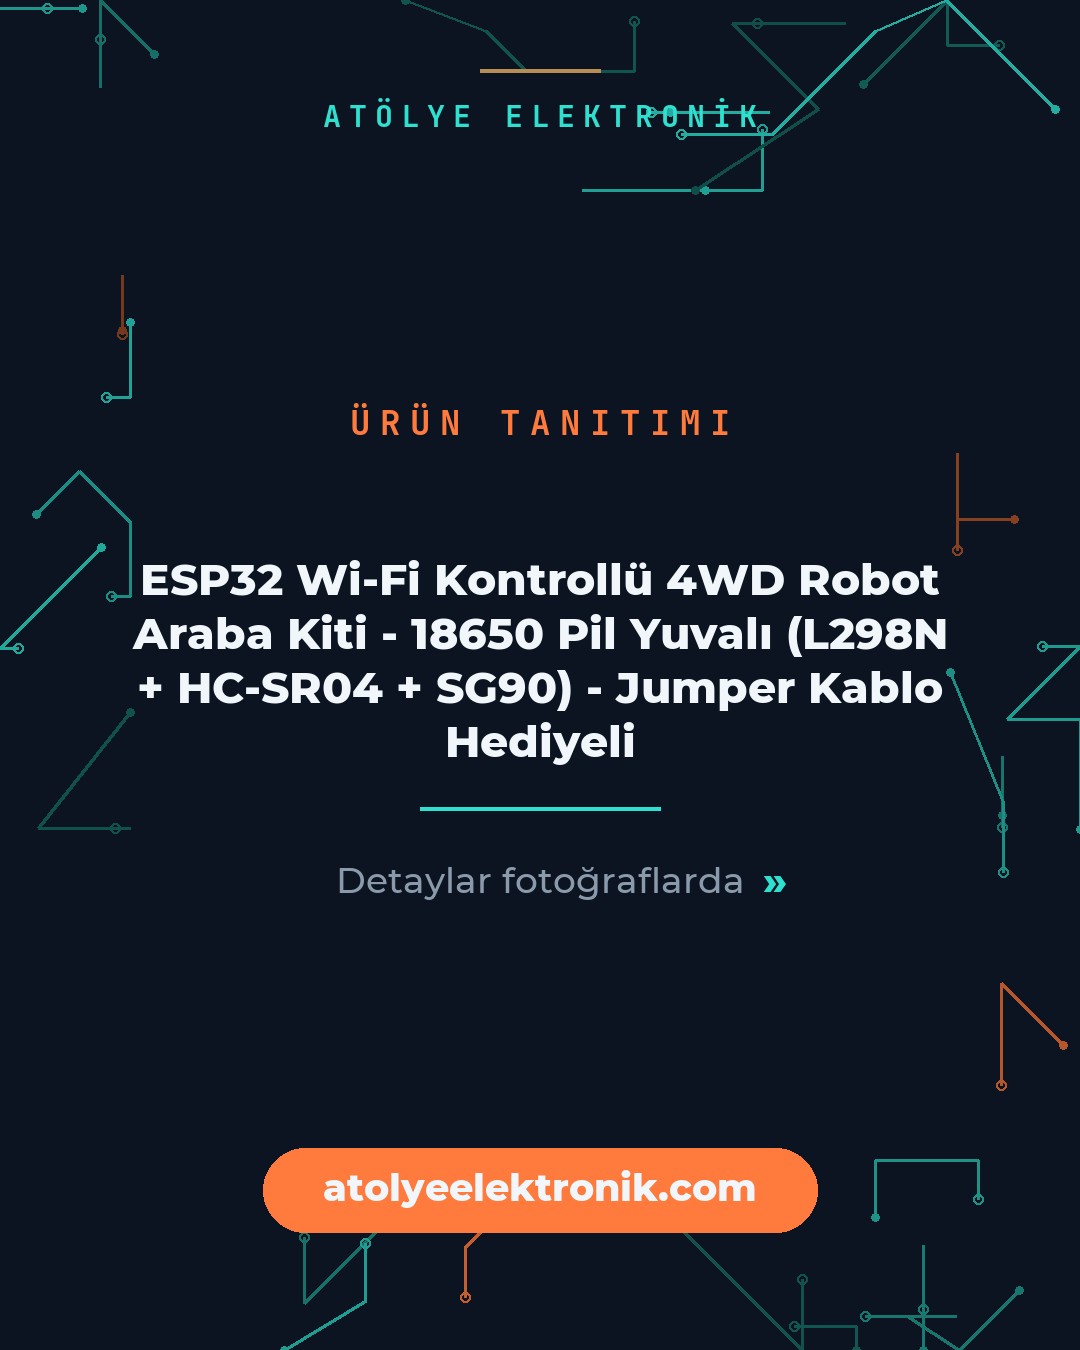 ATÖLYE ELEKTRONİK
ÜRÜN TANITIMI
ESP32 Wi-Fi Kontrollü 4WD Robot
Araba Kiti - 18650 Pil Yuvalı (L298N
+ HC-SR04 + SG90) - Jumper Kablo
Hediyeli
Detaylar fotoğraflarda »
atolyeelektronik.com